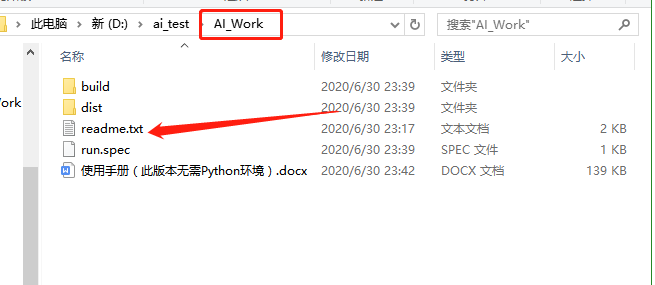 此电脑 > 新 (D:) > ai_test > AI_Work
搜索"AI_Work"
名称 修改日期 类型 大小
build 2020/6/30 23:39 文件夹
dist 2020/6/30 23:39 文件夹
readme.txt 2020/6/30 23:17 文本文档 2 KB
run.spec 2020/6/30 23:39 SPEC 文件 1 KB
使用手册（此版本无需Python环境）.docx 2020/6/30 23:42 DOCX 文档 139 KB